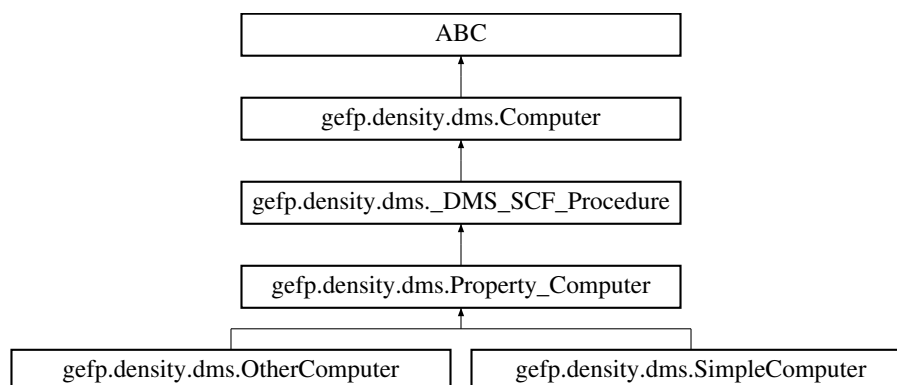 ABC
gefp.density.dms.Computer
gefp.density.dms._DMS_SCF_Procedure
gefp.density.dms.Property_Computer
gefp.density.dms.OtherComputer
gefp.density.dms.SimpleComputer